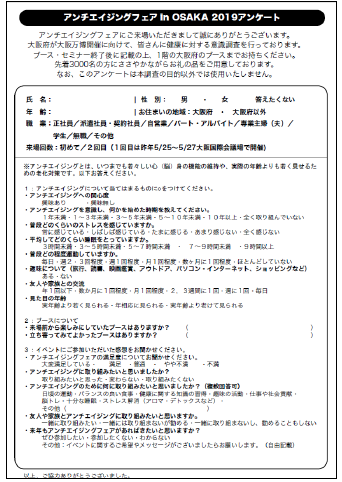 アンチエイジングフェア In OSAKA 2019アンケート
アンチエイジングフェアにご来場いただきまして誠にありがとうございます。
大阪府が大阪万博開催に向けて、皆さんに健康に対する意識調査を行っております。
ブース・セミナー終了後に記載の上、1階の大阪府のブースまでお持ちください。
先着3000名の方にささやかながらお礼の品をご用意しております。
なお、このアンケートは本調査の目的以外では使用いたしません。
氏 名： | 性 別： 男 ・ 女 答えたくない
年 齢： | お住まいの地域：大阪府 ・ 大阪府以外
職 業：正社員／派遣社員・契約社員／自営業／パート・アルバイト／専業主婦（夫）／
学生／無職／その他
来場回数：初めて／２回目（１回目は昨年5/25～5/27大阪国際会議場で開催）
※アンチエイジングとは、いつまでも若々しい心（脳）身の機能の維持や、実際の年齢よりも若く見せるた
めの老化対策です。以下お答えください。
１：アンチエイジングについて当てはまるものに○をつけてください。
・アンチエイジングへの関心度
興味あり ・興味無し
・アンチエイジングを意識し、何かを始めた時期を教えてください。
１年未満・１～３年未満・３～５年未満・５～１０年未満・１０年以上・全く取り組んでいない
・普段どのくらいのストレスを感じていますか。
常に感じている・しばしば感じている・たまに感じる・あまり感じない・全く感じない
・平均してどのくらい睡眠をとっていますか。
３時間未満・３～５時間未満・５～７時間未満 ・ ７～９時間未満 ・９時間以上
・普段どの程度運動していますか。
毎日・週２・３回程度・週１回程度・月１回程度・数ヶ月に１回程度・ほとんどしていない
・趣味について（旅行、読書、映画鑑賞、アウトドア、パソコン・インターネット、ショッピングなど）
ある・ない
・友人や家族との交流
年１回以下・数か月に１回程度・月１回程度・２、３週間に１回・週に１回・毎日
・見た目の年齢
実年齢より若く見られる・年相応に見られる・実年齢より老けて見られる
２：ブースについて
・来場前から楽しみにしていたブースはありますか？ （ ）
・立ち寄ってみてよかったブースはありますか？ （ ）
３：イベントにご参加いただいた感想をお聞かせください。
・アンチエイジングフェアの満足度についてお聞かせください。
大変満足している・ 満足 ・普通 ・ やや不満 ・不満
・アンチエイジングに取り組みたいと思いましたか？
取り組みたいと思った・変わらない・取り組みたくない
・アンチエイジングのために何に取り組みたいと思いましたか？（複数回答可）
日頃の運動・バランスの良い食事・健康に関する知識の習得・趣味の活動・仕事や社会貢献・
脳トレ・十分な睡眠・ストレス解消（アロマ・デトックスなど）・
その他（ ）
・友人や家族とアンチエイジングに取り組みたいと思いますか。
一緒に取り組みたい・一緒には取り組まないが勧める・一緒に取り組まないし、勧めることもしない
・来年もアンチエイジングフェアがあれば行きたいと思いますか？
ぜひ参加したい・参加したくない・わからない
その他：イベントに関するご希望やメッセージがございましたらお願いします。（自由記載）
以上、ご協力ありがとうございました。